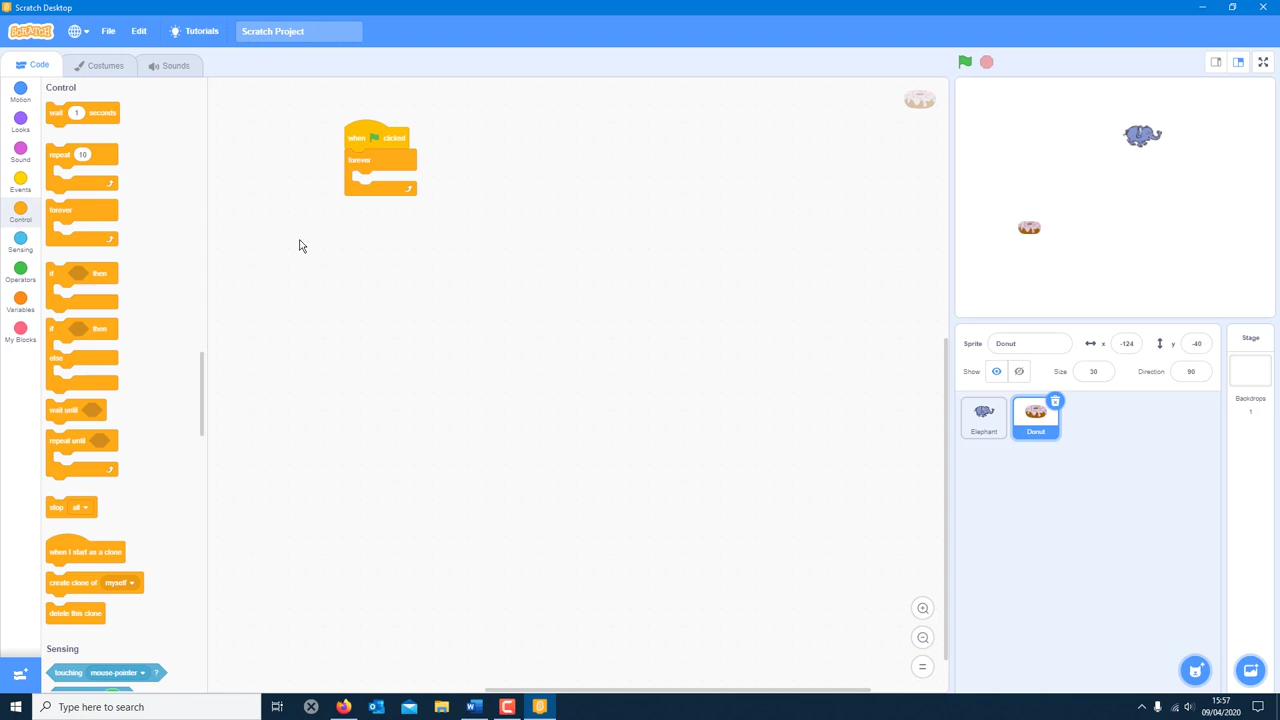 Scratch Desktop
SCRATCH
File Edit Tutorials Scratch Project
Code Costumes Sounds
Motion
Looks
Sound
Events
Control
Sensing
Operators
Variables
My Blocks
Control
wait 1 seconds
repeat 10
forever
if then
if then
else
wait until
repeat until
stop all
when I start as a clone
create clone of myself
delete this clone
Sensing
touching mouse-pointer ?
when clicked
forever
Sprite Donut x -124 y -40
Show Size 30 Direction 90
Elephant
Donut
Stage
Backdrops
1
Type here to search
15:57
09/04/2020